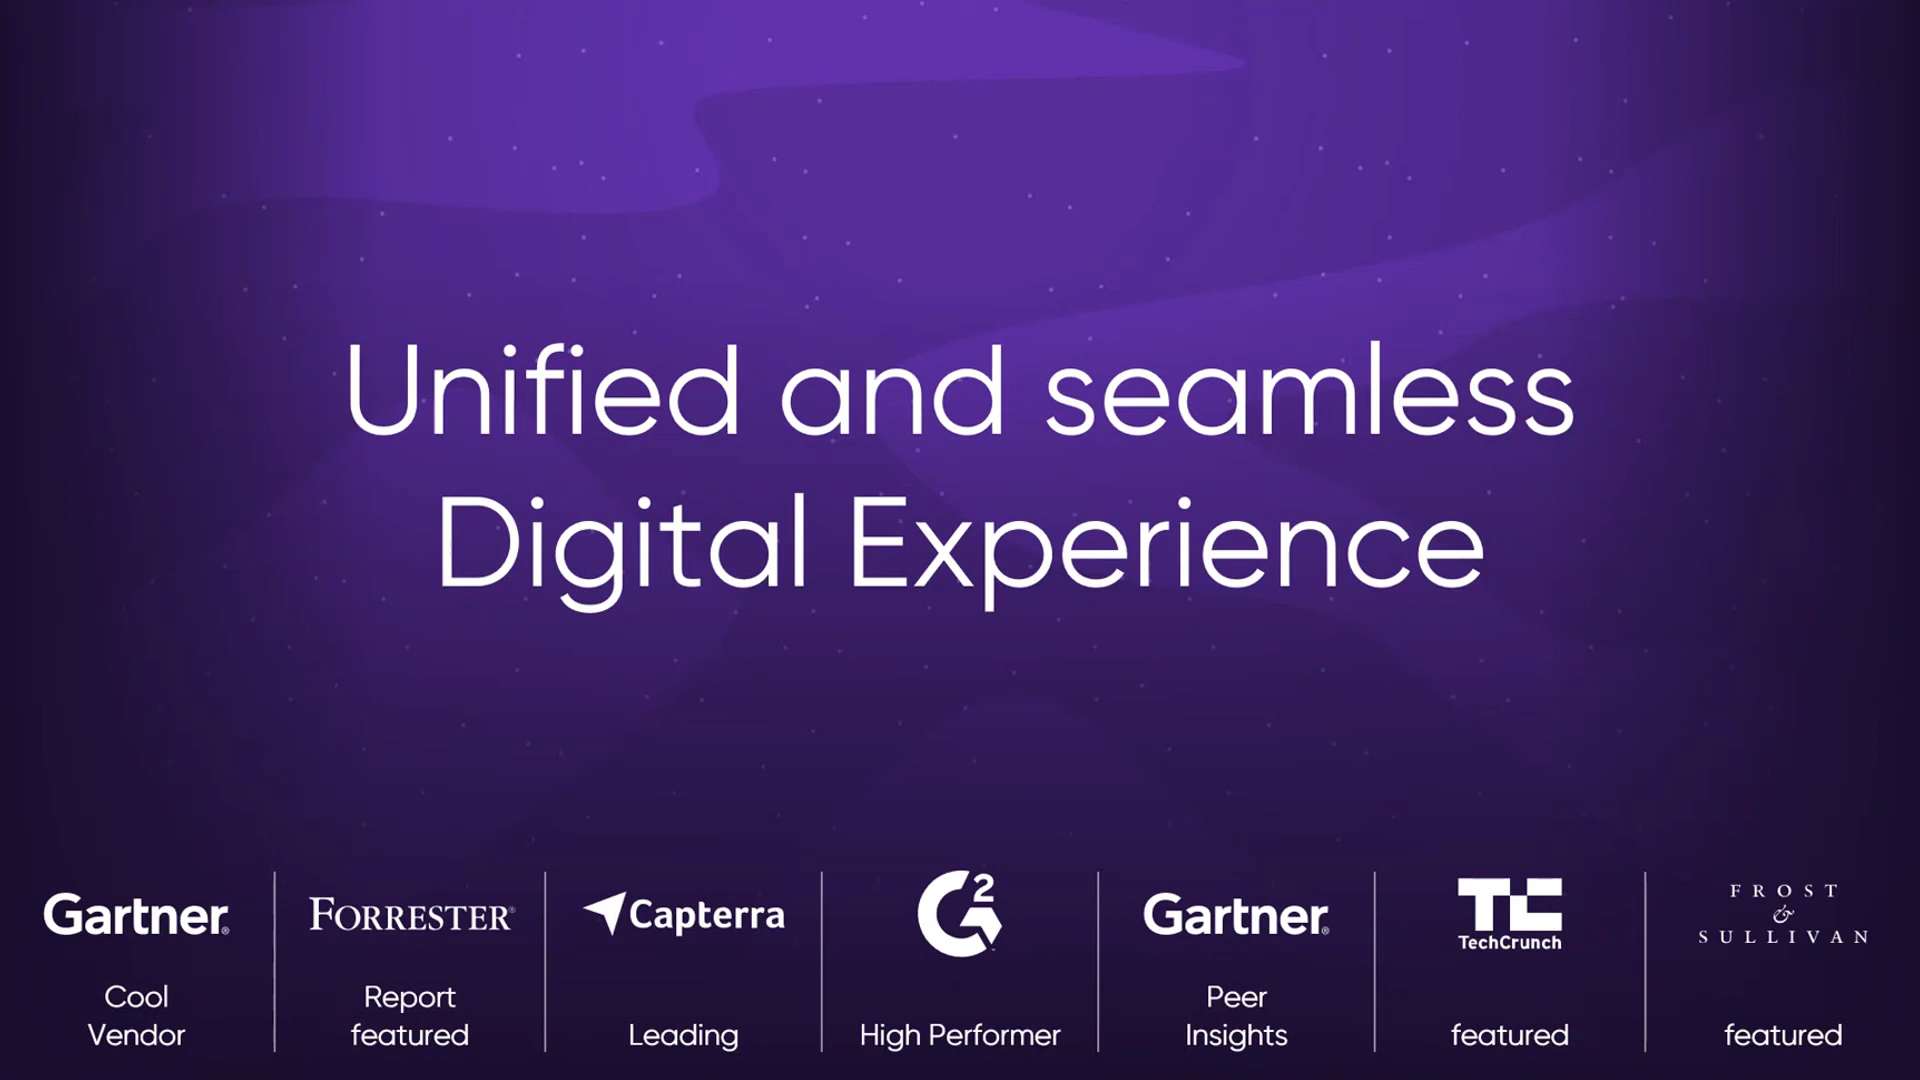 Unified and seamless
Digital Experience
Gartner®
Cool
Vendor
FORRESTER®
Report
featured
Capterra
Leading
G2
High Performer
Gartner®
Peer
Insights
TC
TechCrunch
featured
FROST
&
SULLIVAN
featured